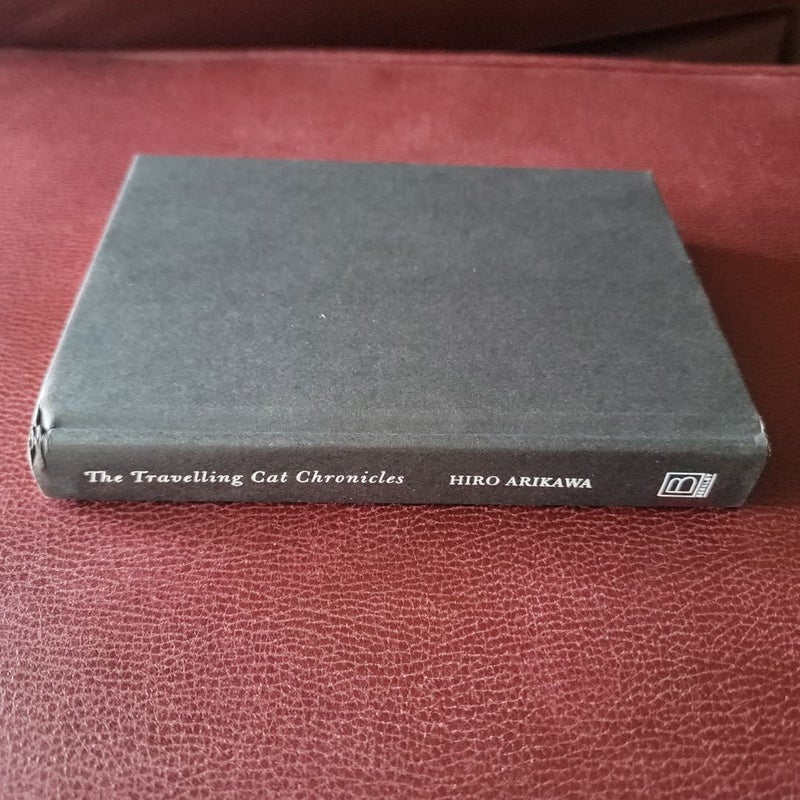 The Travelling Cat Chronicles HIRO ARIKAWA B